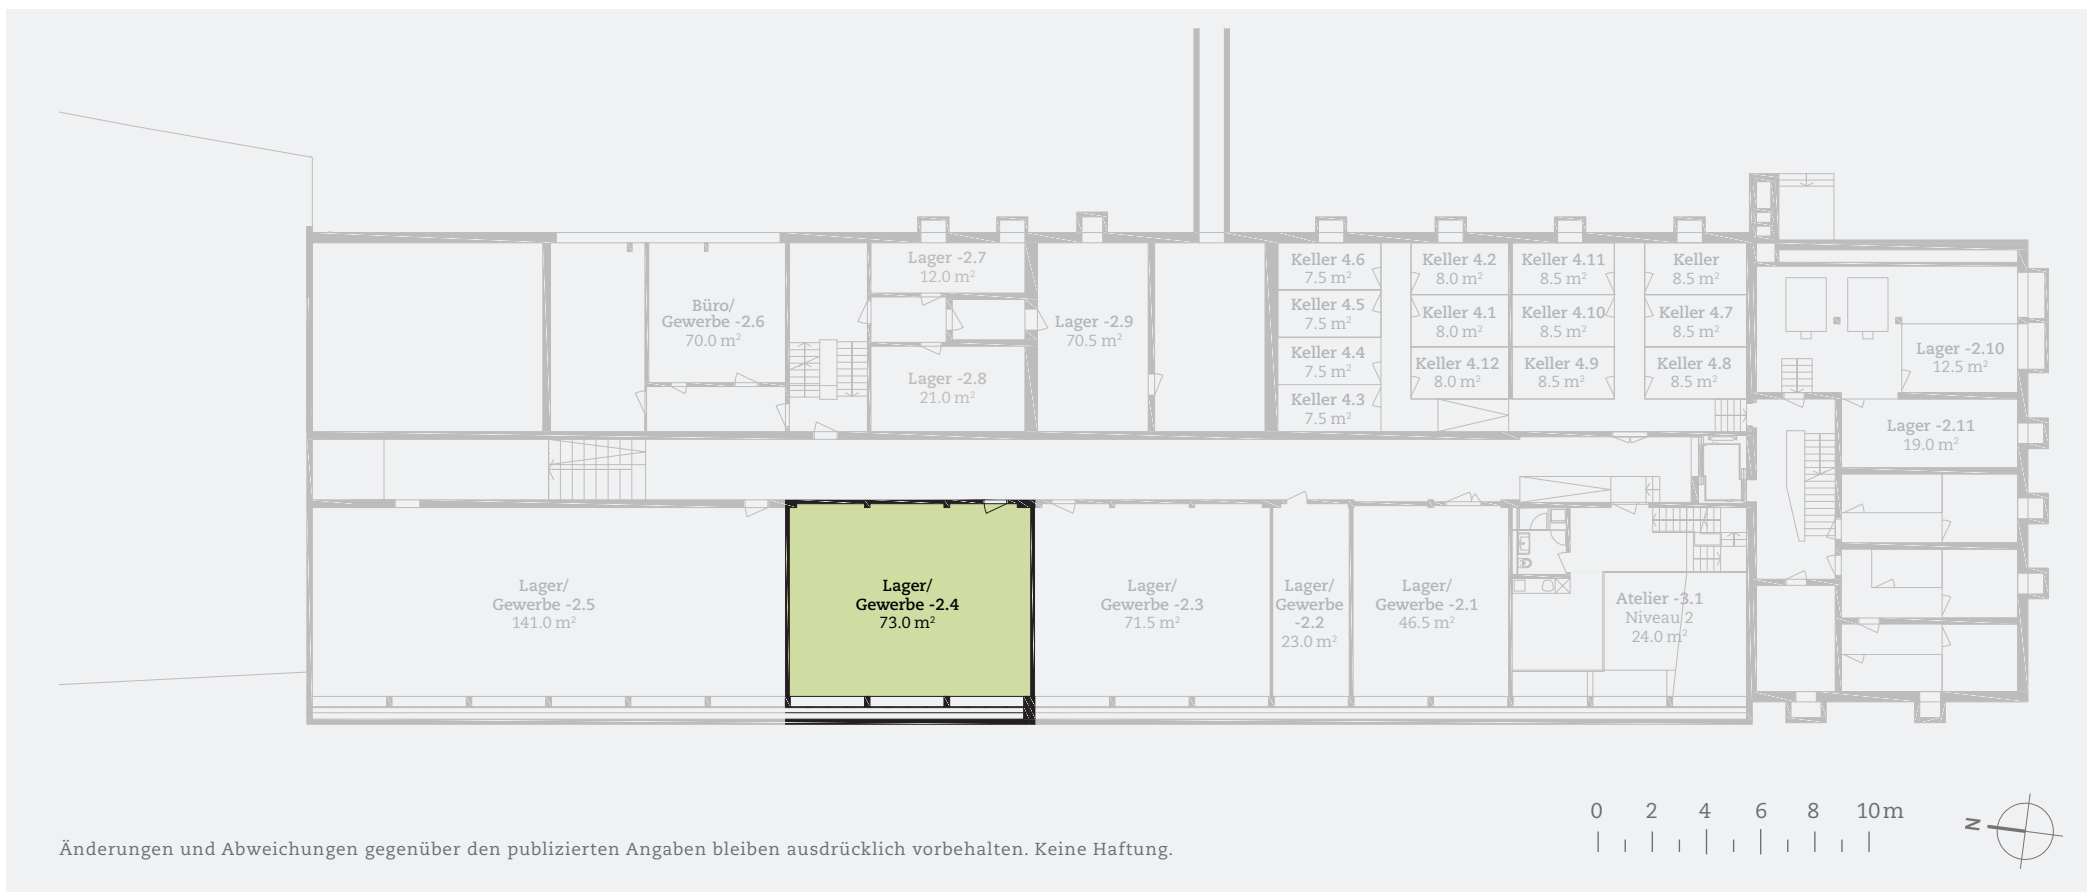 Lager -2.7
12.0 m²
Büro/
Gewerbe -2.6
70.0 m²
Lager -2.8
21.0 m²
Lager -2.9
70.5 m²
Keller 4.6
7.5 m²
Keller 4.5
7.5 m²
Keller 4.4
7.5 m²
Keller 4.3
7.5 m²
Keller 4.2
8.0 m²
Keller 4.1
8.0 m²
Keller 4.12
8.0 m²
Keller 4.11
8.5 m²
Keller 4.10
8.5 m²
Keller 4.9
8.5 m²
Keller
8.5 m²
Keller 4.7
8.5 m²
Keller 4.8
8.5 m²
Lager -2.10
12.5 m²
Lager -2.11
19.0 m²
Lager/
Gewerbe -2.5
141.0 m²
Lager/
Gewerbe -2.4
73.0 m²
Lager/
Gewerbe -2.3
71.5 m²
Lager/
Gewerbe
-2.2
23.0 m²
Lager/
Gewerbe -2.1
46.5 m²
Atelier -3.1
Niveau 2
24.0 m²
0 2 4 6 8 10 m
N
Änderungen und Abweichungen gegenüber den publizierten Angaben bleiben ausdrücklich vorbehalten. Keine Haftung.